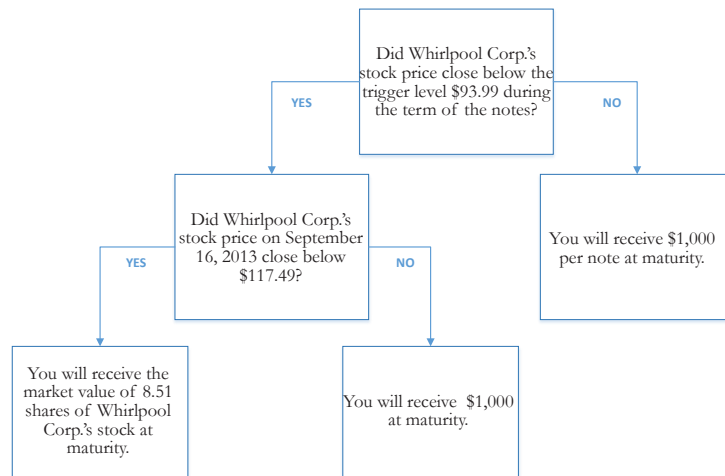 Did Whirlpool Corp.'s
stock price close below the
trigger level $93.99 during
the term of the notes?
YES
NO
Did Whirlpool Corp.'s
stock price on September
16, 2013 close below
$117.49?
You will receive $1,000
per note at maturity.
YES
NO
You will receive the
market value of 8.51
shares of Whirlpool
Corp.'s stock at
maturity.
You will receive $1,000
at maturity.